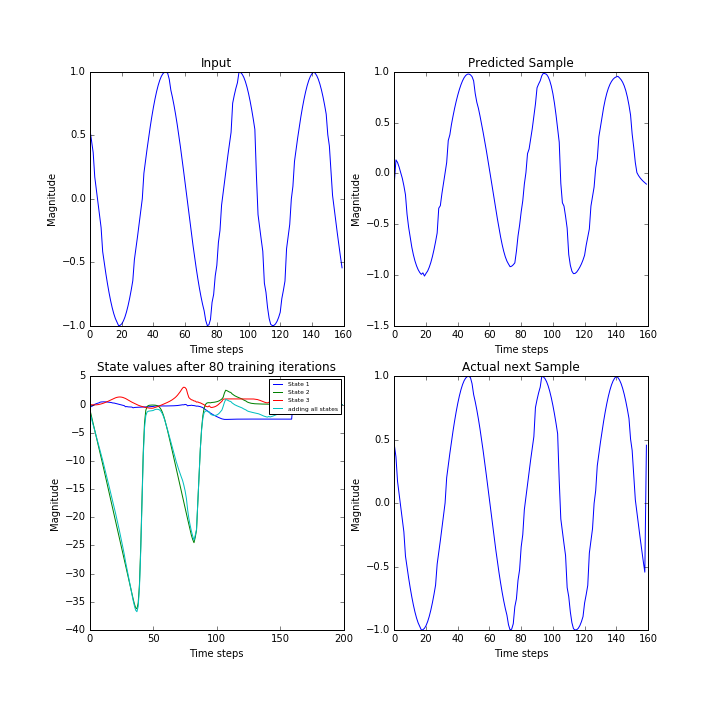 Input
Magnitude
1.0
0.5
0.0
−0.5
−1.0
0 20 40 60 80 100 120 140 160
Time steps
Predicted Sample
Magnitude
1.0
0.5
0.0
−0.5
−1.0
−1.5
0 20 40 60 80 100 120 140 160
Time steps
State values after 80 training iterations
Magnitude
5
0
−5
−10
−15
−20
−25
−30
−35
−40
State 1
State 2
State 3
adding all states
0 50 100 150 200
Time steps
Actual next Sample
Magnitude
1.0
0.5
0.0
−0.5
−1.0
0 20 40 60 80 100 120 140 160
Time steps